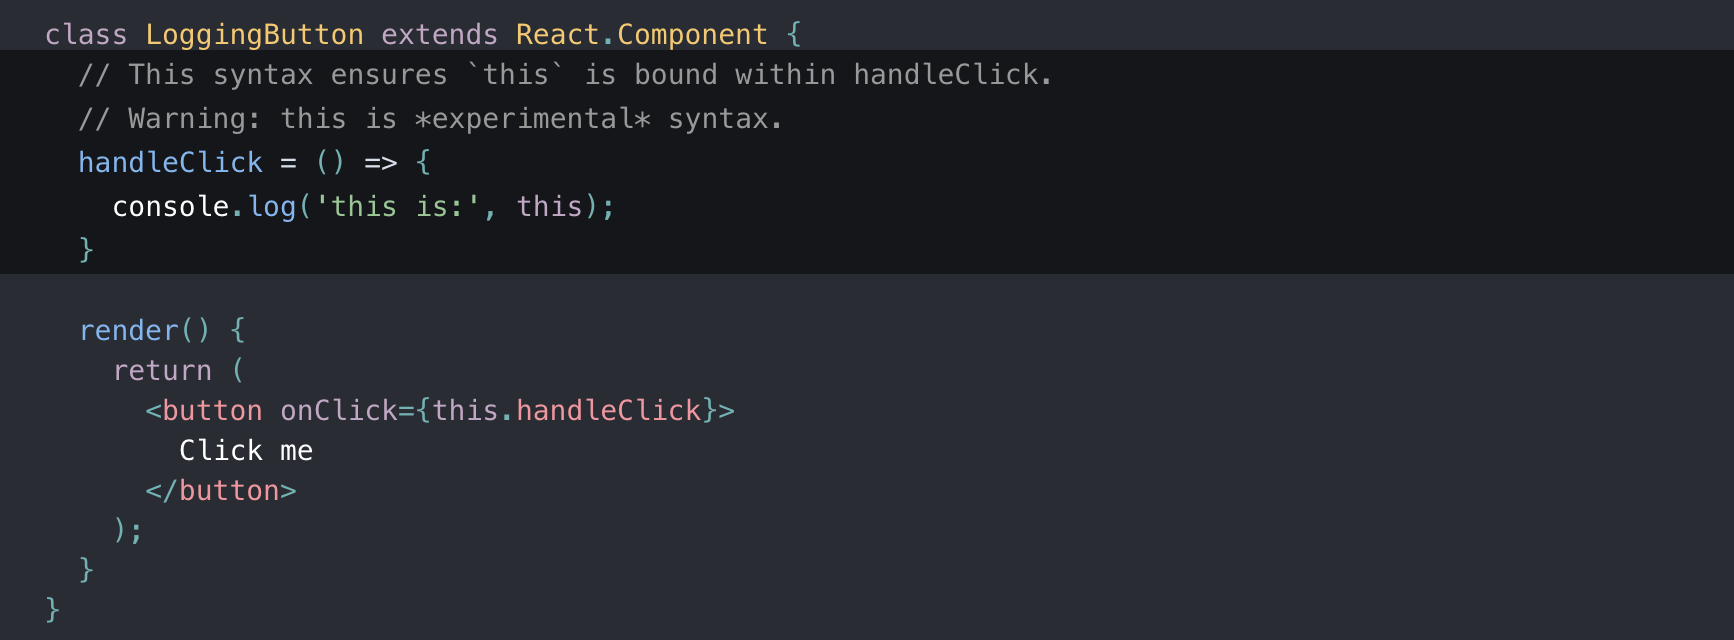 class LoggingButton extends React.Component {
  // This syntax ensures `this` is bound within handleClick.
  // Warning: this is *experimental* syntax.
  handleClick = () => {
    console.log('this is:', this);
  }

  render() {
    return (
      <button onClick={this.handleClick}>
        Click me
      </button>
    );
  }
}